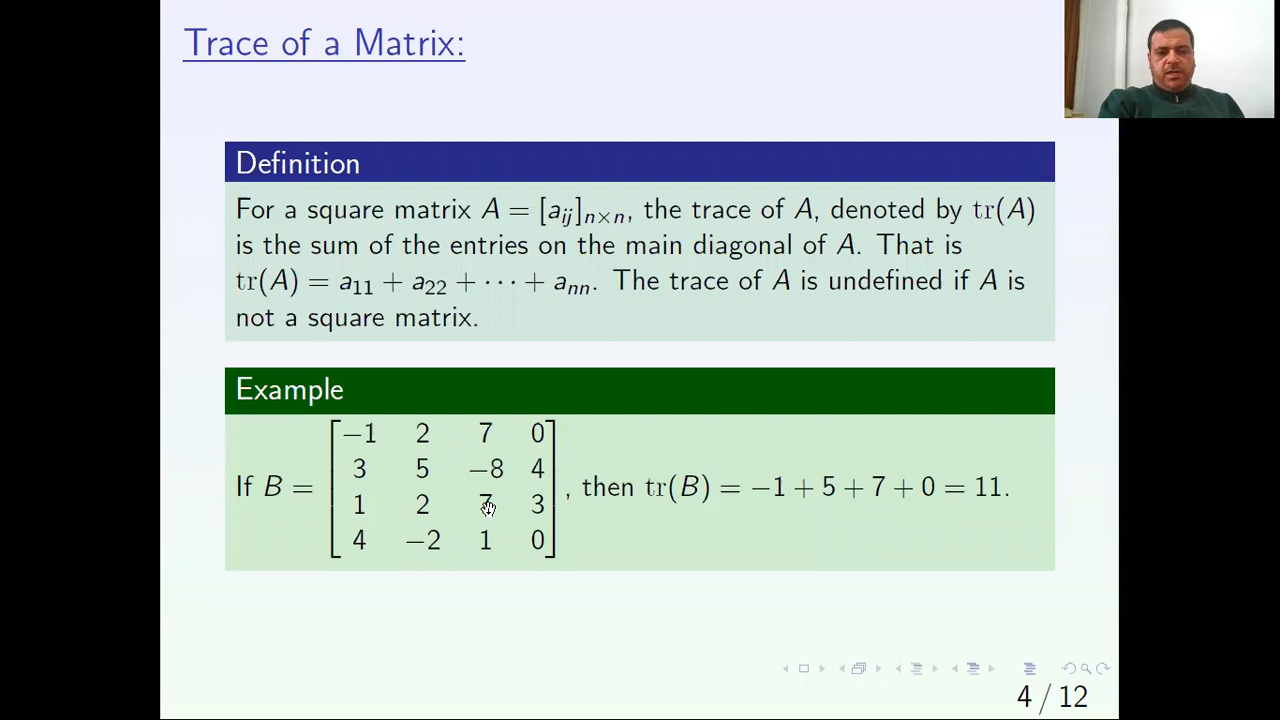 Trace of a Matrix:
Definition
For a square matrix A = [a_ij]_n×n, the trace of A, denoted by tr(A)
is the sum of the entries on the main diagonal of A. That is
tr(A) = a_11 + a_22 + ··· + a_nn. The trace of A is undefined if A is
not a square matrix.
Example
−1 2 7 0
3 5 −8 4
If B = , then tr(B) = −1 + 5 + 7 + 0 = 11.
1 2 7 3
4 −2 1 0
4 / 12